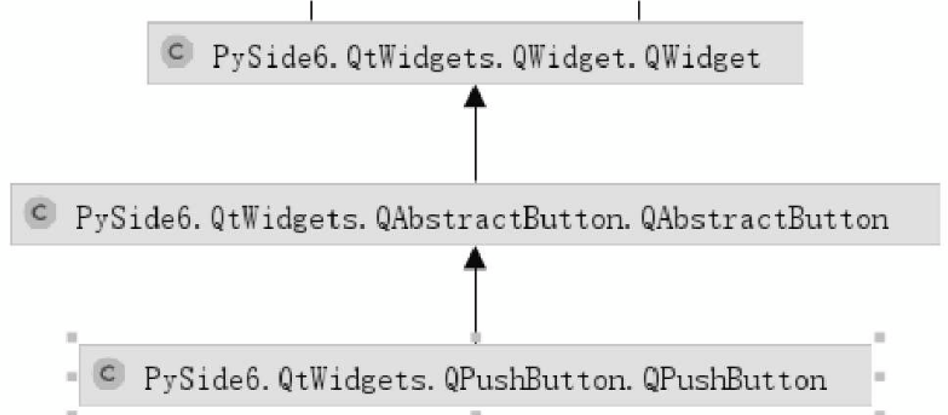 C PySide6.QtWidgets.QWidget.QWidget
C PySide6.QtWidgets.QAbstractButton.QAbstractButton
C PySide6.QtWidgets.QPushButton.QPushButton